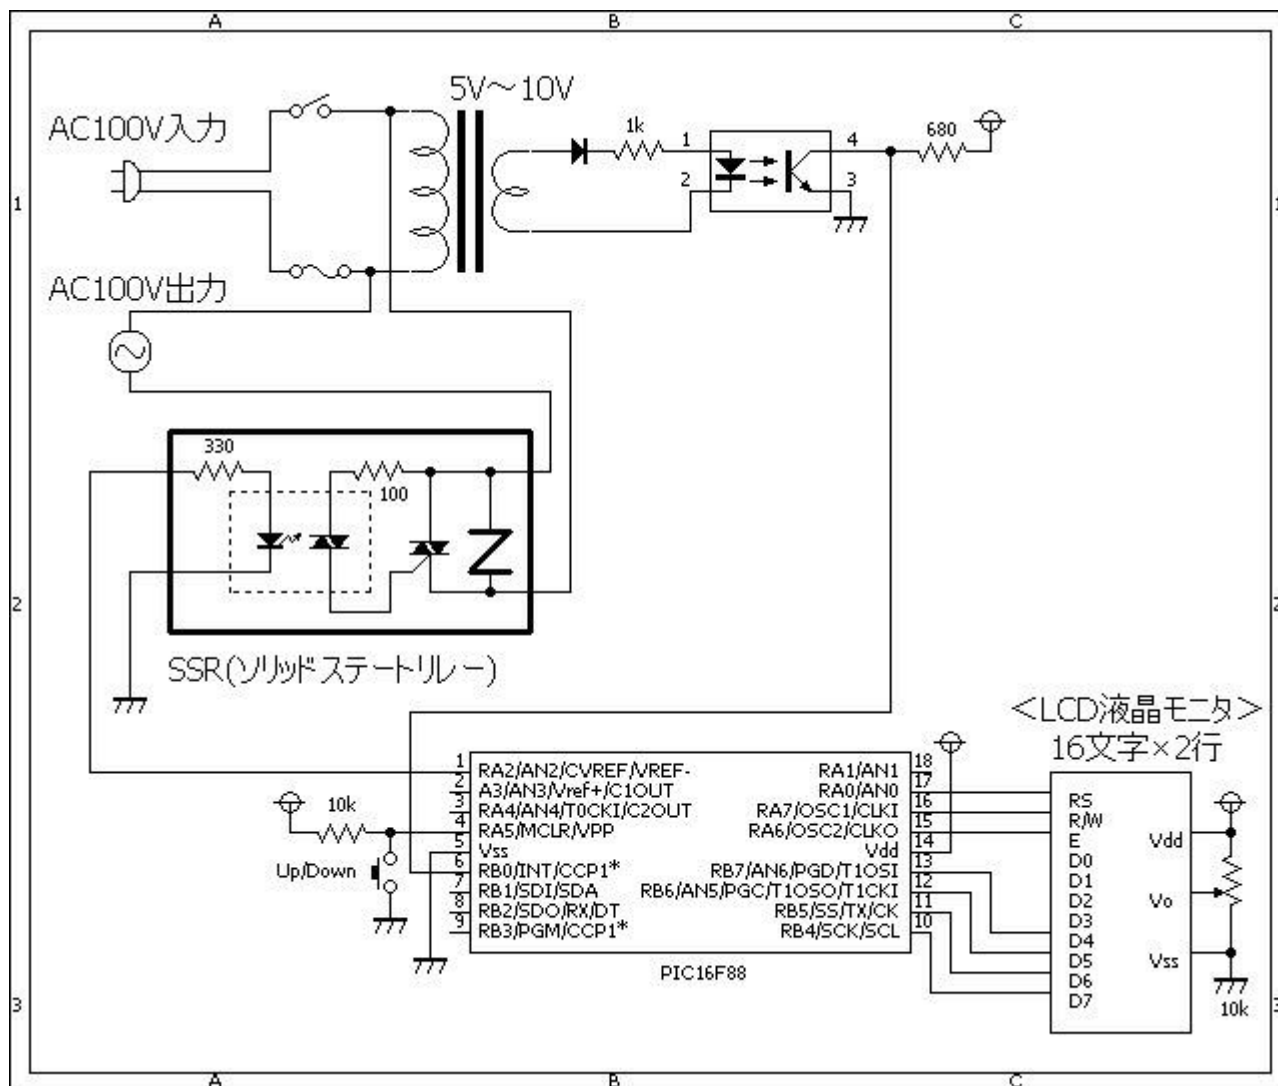 A B C
5V～10V
AC100V入力
1k
1
4
680
2
3
1
1
AC100V出力
330
100
2
2
SSR(ソリッドステートリレー)
<LCD液晶モニタ>
16文字×2行
1 RA2/AN2/CVREF/VREF-
2 A3/AN3/Vref+/C1OUT
3 RA4/AN4/T0CKI/C2OUT
4 RA5/MCLR/VPP
5 Vss
6 RB0/INT/CCP1*
7 RB1/SDI/SDA
8 RB2/SDO/RX/DT
9 RB3/PGM/CCP1*
RA1/AN1 18
RA0/AN0 17
RA7/OSC1/CLKI 16
RA6/OSC2/CLKO 15
Vdd 14
RB7/AN6/PGD/T1OSI 13
RB6/AN5/PGC/T1OSO/T1CKI 12
RB5/SS/TX/CK 11
RB4/SCK/SCL 10
PIC16F88
10k
Up/Down
RS
R/W
E
D0
D1
D2
D3
D4
D5
D6
D7
Vdd
Vo
Vss
10k
3
3
A B C